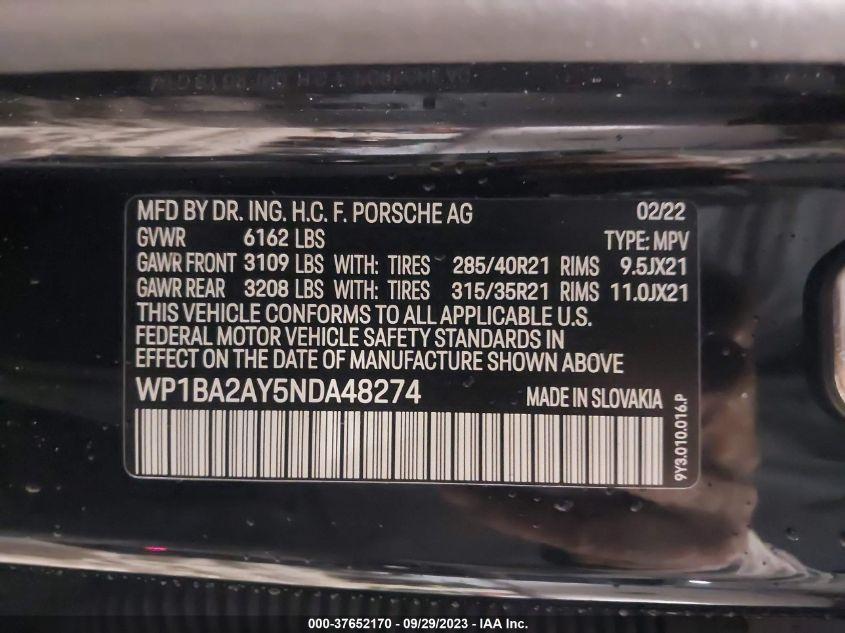 MFD BY DR. ING. H.C. F. PORSCHE AG 02/22
GVWR 6162 LBS TYPE: MPV
GAWR FRONT 3109 LBS WITH: TIRES 285/40R21 RIMS 9.5JX21
GAWR REAR 3208 LBS WITH: TIRES 315/35R21 RIMS 11.0JX21
THIS VEHICLE CONFORMS TO ALL APPLICABLE U.S.
FEDERAL MOTOR VEHICLE SAFETY STANDARDS IN
EFFECT ON THE DATE OF MANUFACTURE SHOWN ABOVE
WP1BA2AY5NDA48274 MADE IN SLOVAKIA
9Y3.010.016.P
000-37652170 - 09/29/2023 - IAA Inc.